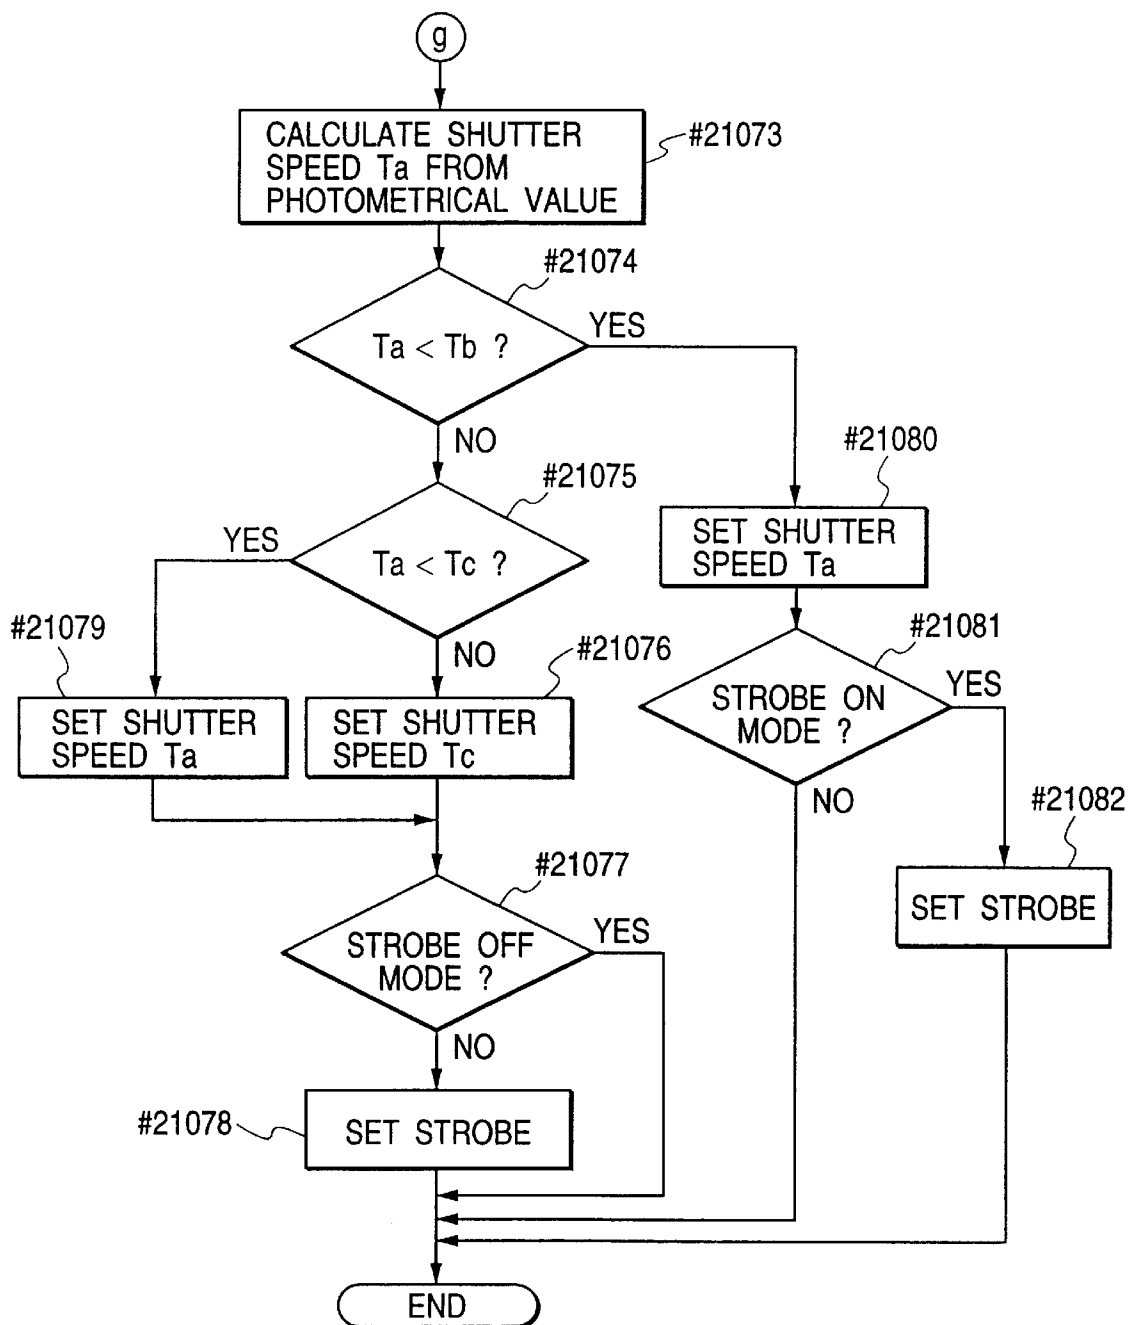 g
CALCULATE SHUTTER
SPEED Ta FROM
PHOTOMETRICAL VALUE
#21073
#21074
Ta < Tb ?
YES
NO
#21075
Ta < Tc ?
YES
NO
#21080
SET SHUTTER
SPEED Ta
#21079
SET SHUTTER
SPEED Ta
#21076
SET SHUTTER
SPEED Tc
#21081
STROBE ON
MODE ?
YES
NO
#21082
SET STROBE
#21077
STROBE OFF
MODE ?
YES
NO
#21078
SET STROBE
END